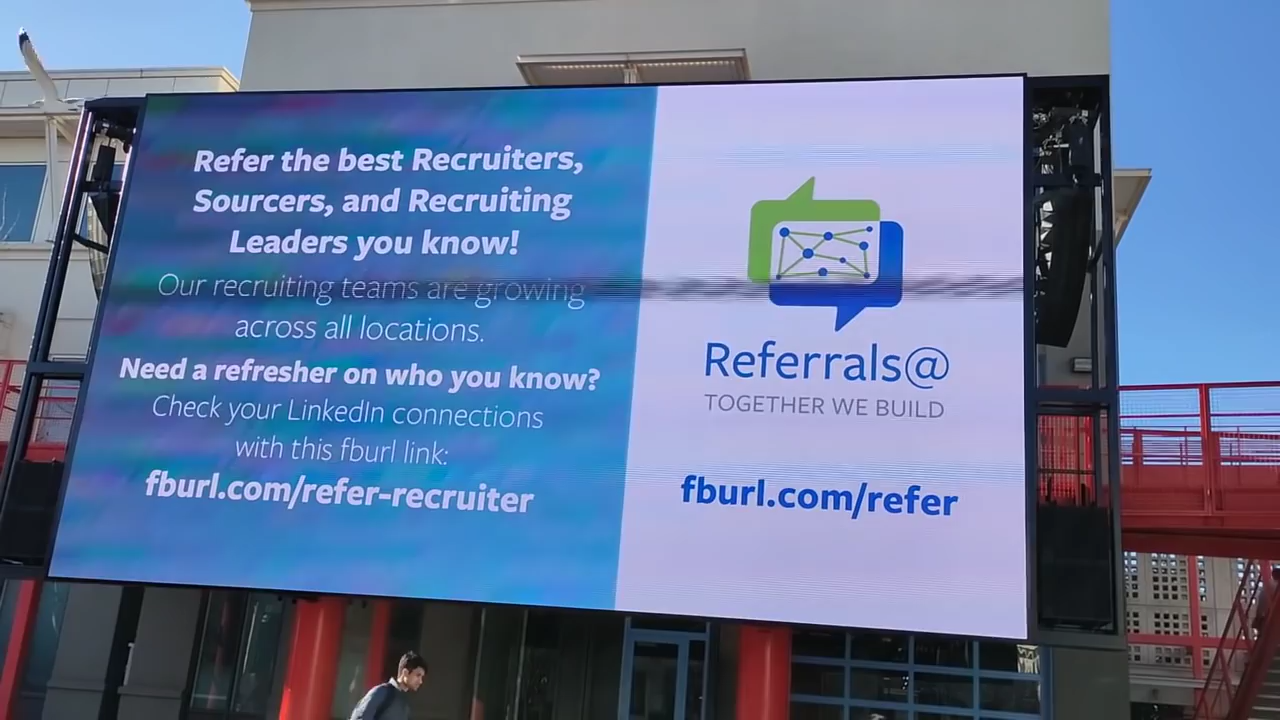 Refer the best Recruiters,
Sourcers, and Recruiting
Leaders you know!
Our recruiting teams are growing
across all locations.
Need a refresher on who you know?
Check your LinkedIn connections
with this fburl link:
fburl.com/refer-recruiter
Referrals@
TOGETHER WE BUILD
fburl.com/refer